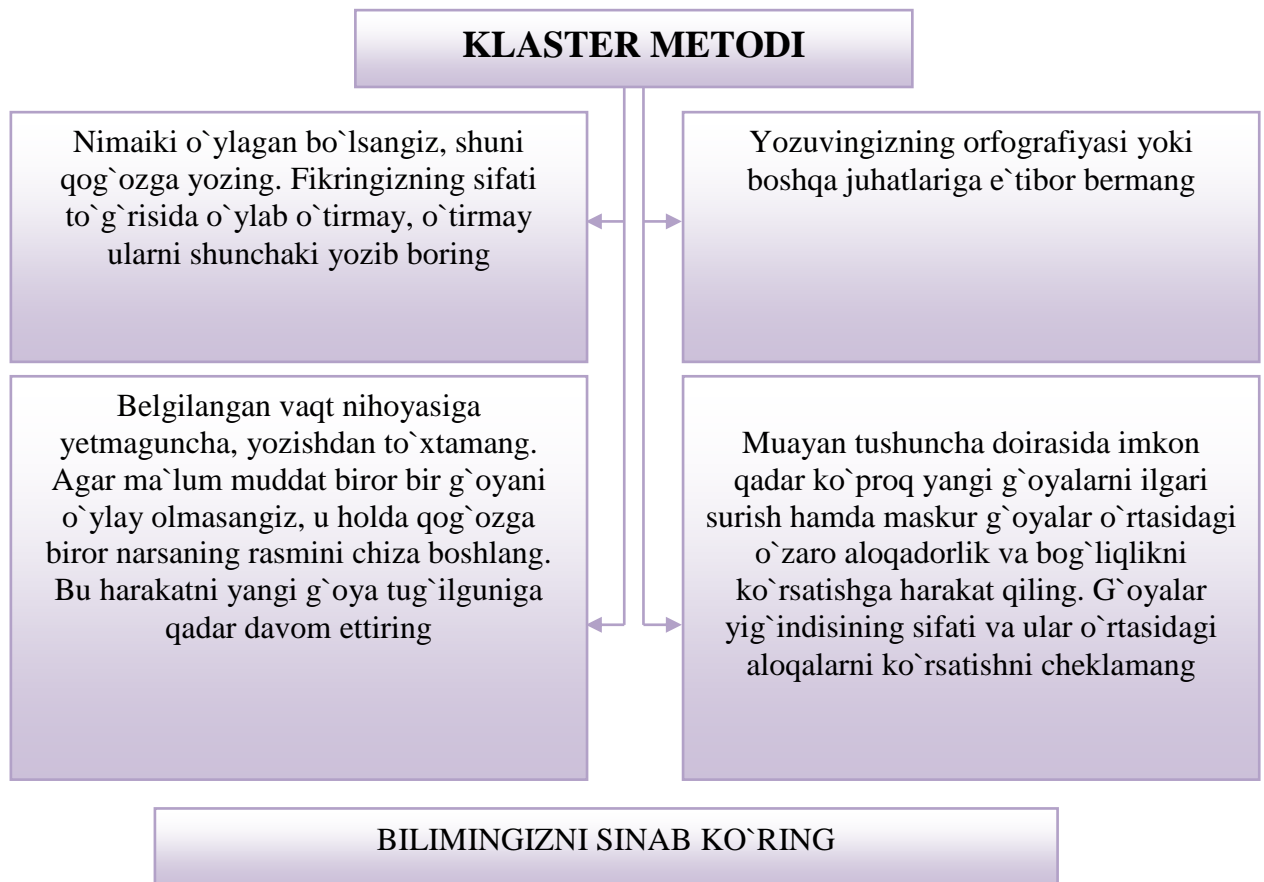 KLASTER METODI
Nimaiki o`ylagan bo`lsangiz, shuni
qog`ozga yozing. Fikringizning sifati
to`g`risida o`ylab o`tirmay, o`tirmay
ularni shunchaki yozib boring
Yozuvingizning orfografiyasi yoki
boshqa juhatlariga e`tibor bermang
Belgilangan vaqt nihoyasiga
yetmaguncha, yozishdan to`xtamang.
Agar ma`lum muddat biror bir g`oyani
o`ylay olmasangiz, u holda qog`ozga
biror narsaning rasmini chiza boshlang.
Bu harakatni yangi g`oya tug`ilguniga
qadar davom ettiring
Muayan tushuncha doirasida imkon
qadar ko`proq yangi g`oyalarni ilgari
surish hamda maskur g`oyalar o`rtasidagi
o`zaro aloqadorlik va bog`liqlikni
ko`rsatishga harakat qiling. G`oyalar
yig`indisining sifati va ular o`rtasidagi
aloqalarni ko`rsatishni cheklamang
BILIMINGIZNI SINAB KO`RING